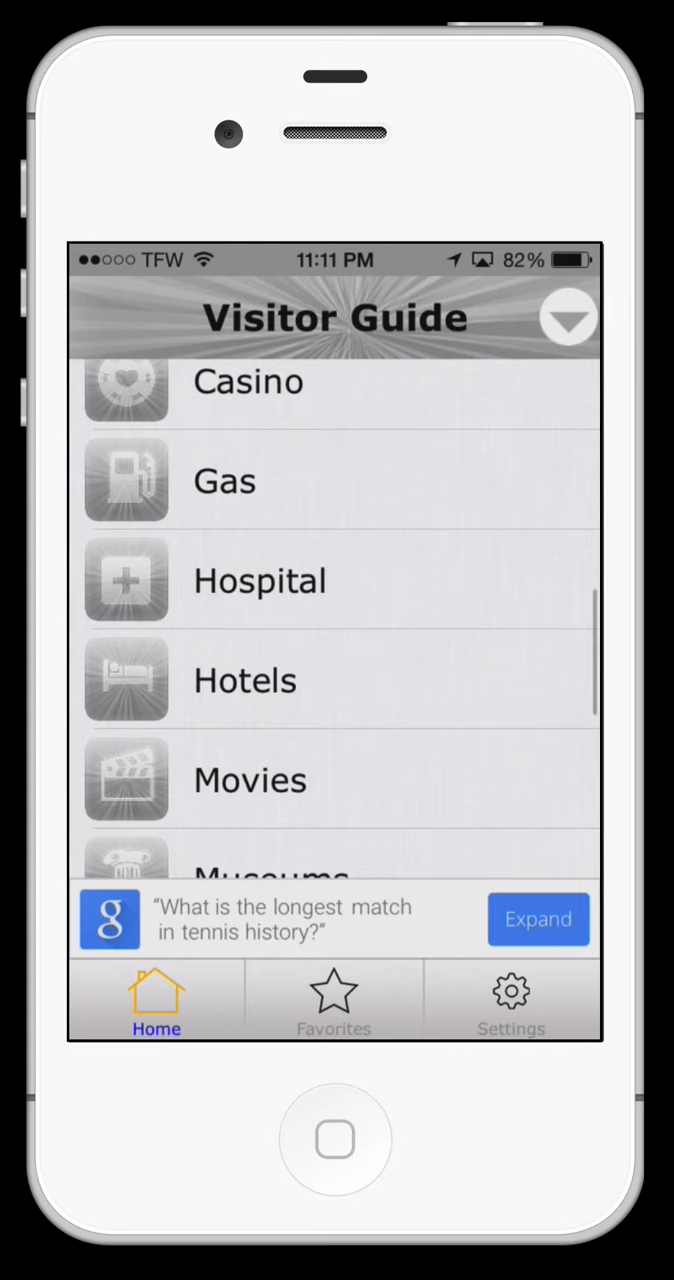 TFW 11:11 PM 82%
Visitor Guide
Casino
Gas
Hospital
Hotels
Movies
Museums
g
“What is the longest match
in tennis history?”
Expand
Home
Favorites
Settings